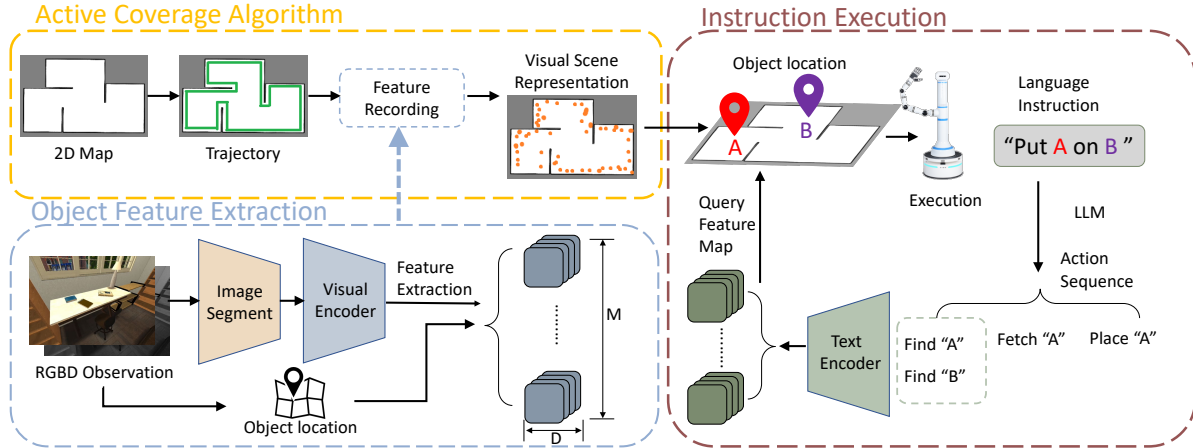 Active Coverage Algorithm
2D Map
Trajectory
Feature
Recording
Visual Scene
Representation
Object Feature Extraction
RGBD Observation
Image
Segment
Visual
Encoder
Feature
Extraction
Object location
M
D
Instruction Execution
Object location
A
B
Execution
Language
Instruction
“Put A on B ”
LLM
Action
Sequence
Find “A”
Find “B”
Fetch “A”
Place “A”
Text
Encoder
Query
Feature
Map